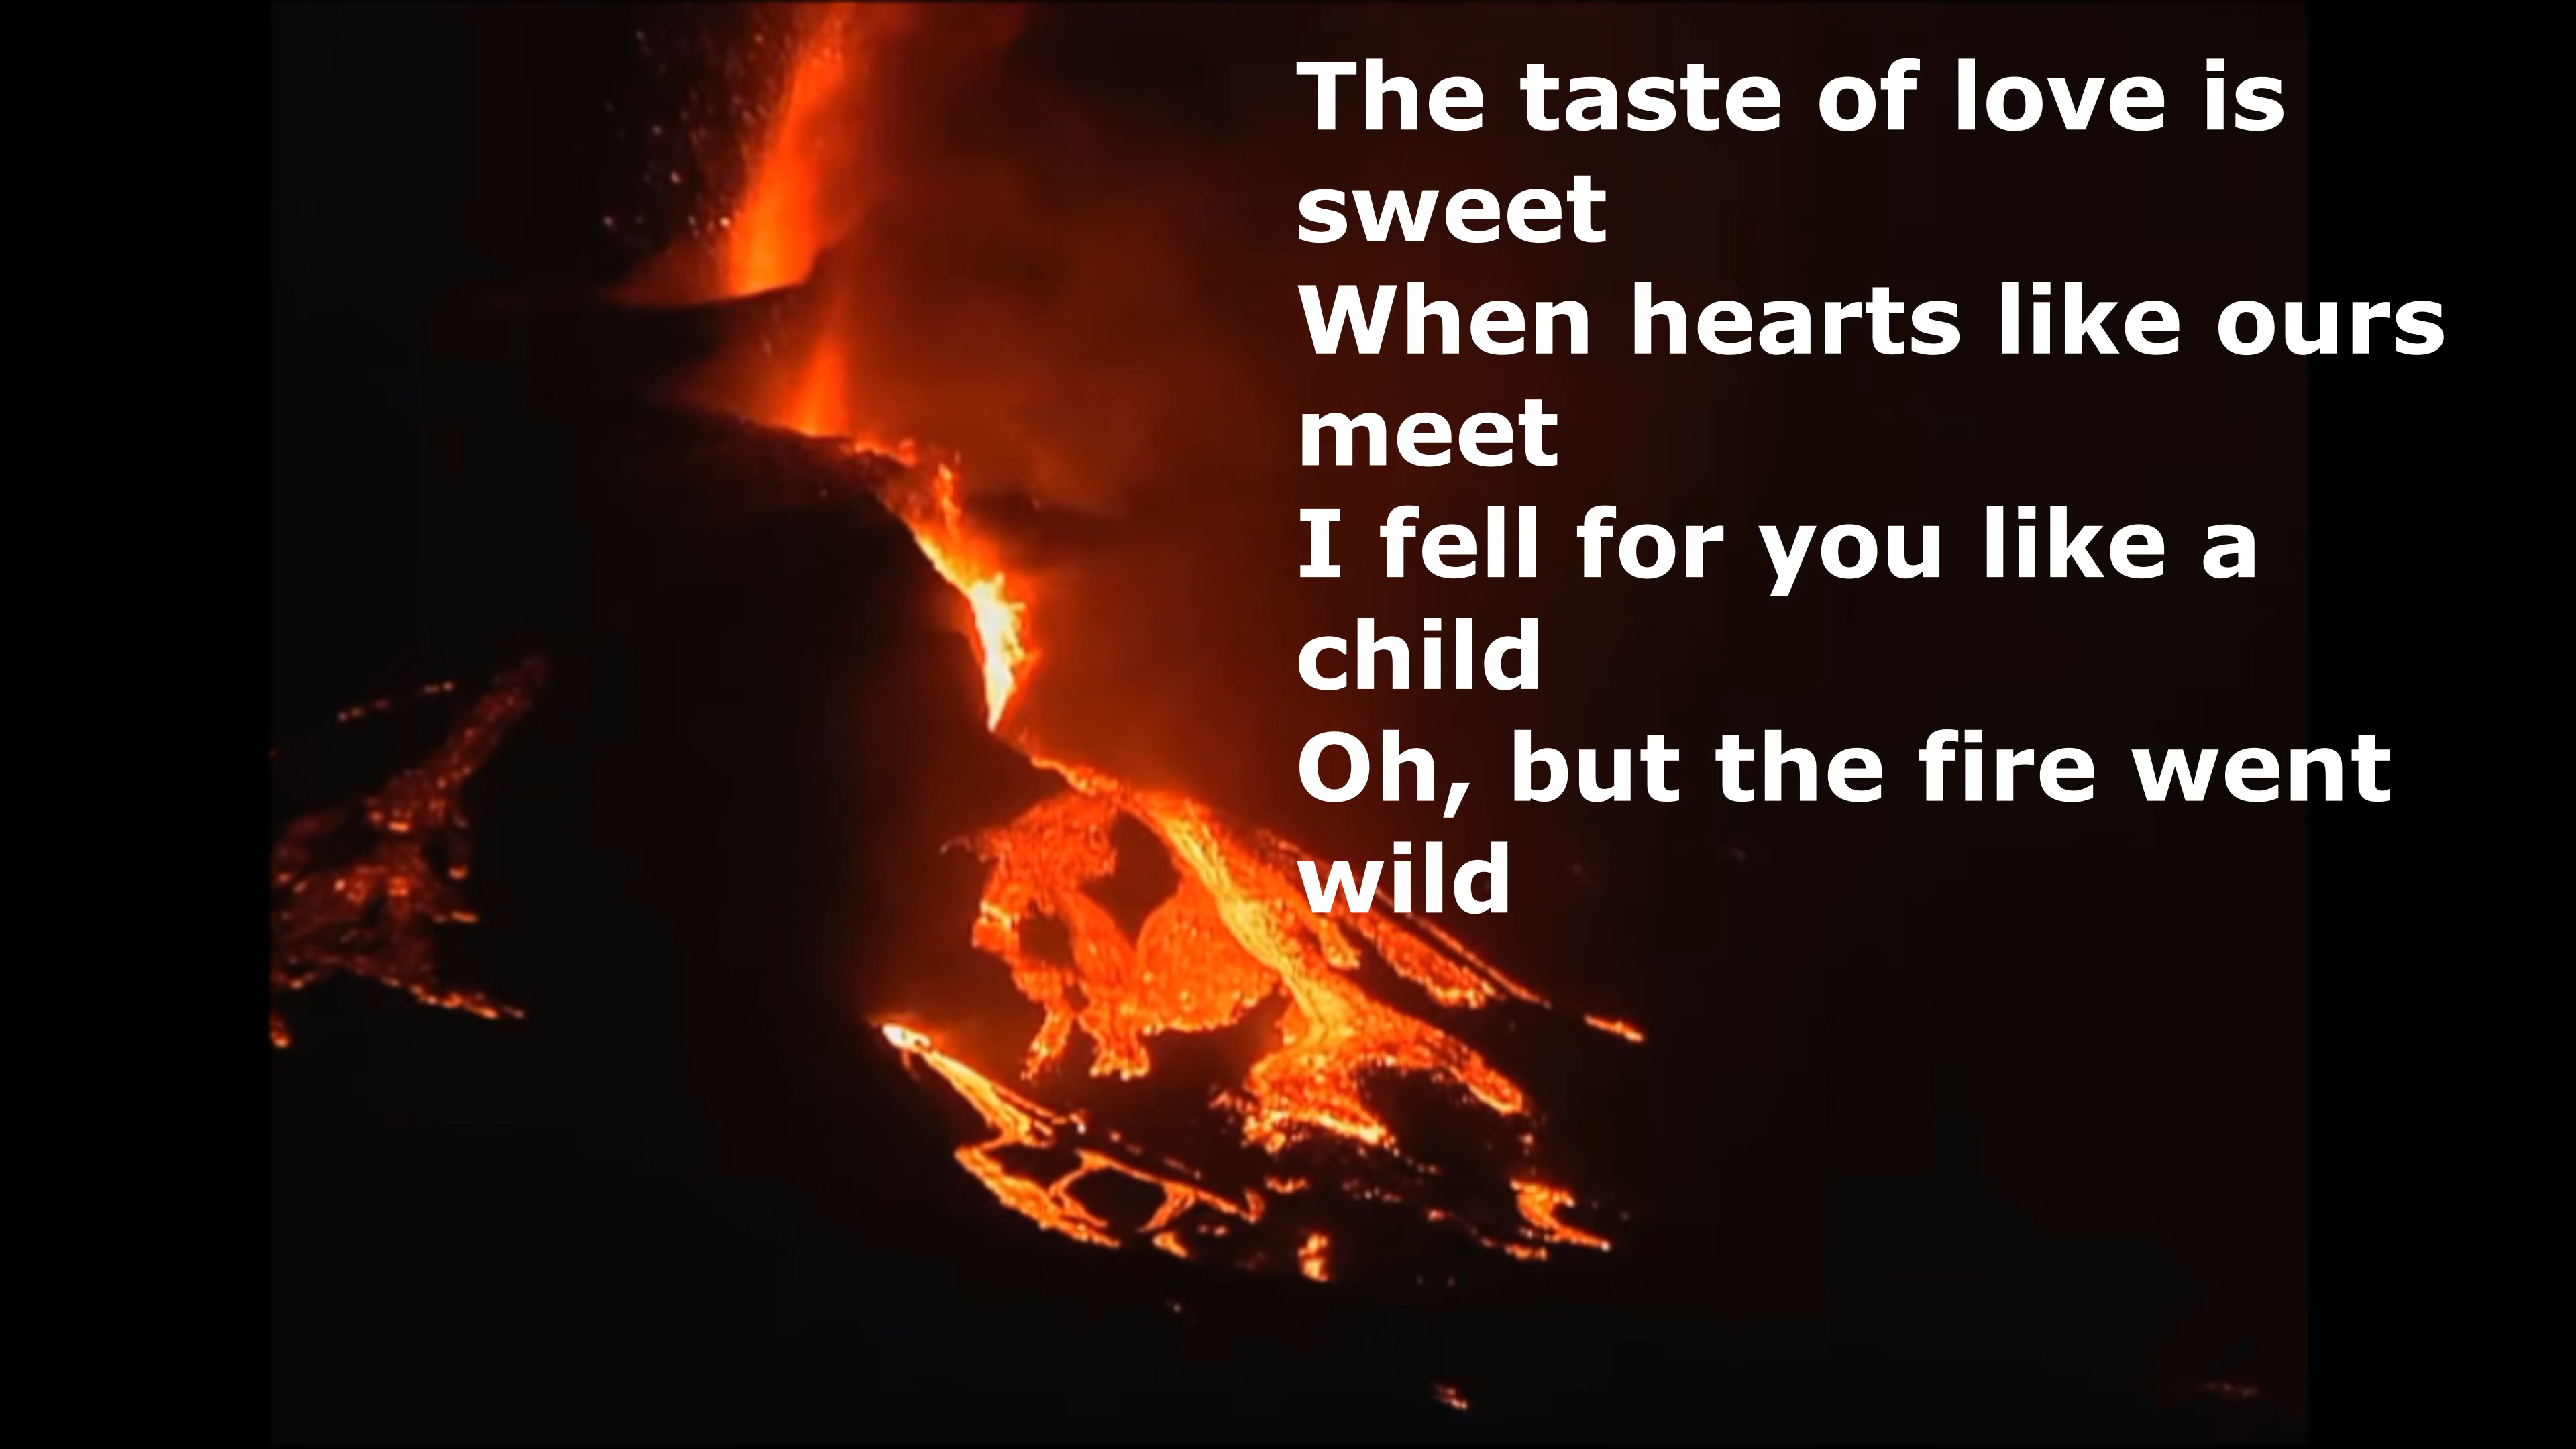 The taste of love is
sweet
When hearts like ours
meet
I fell for you like a
child
Oh, but the fire went
wild